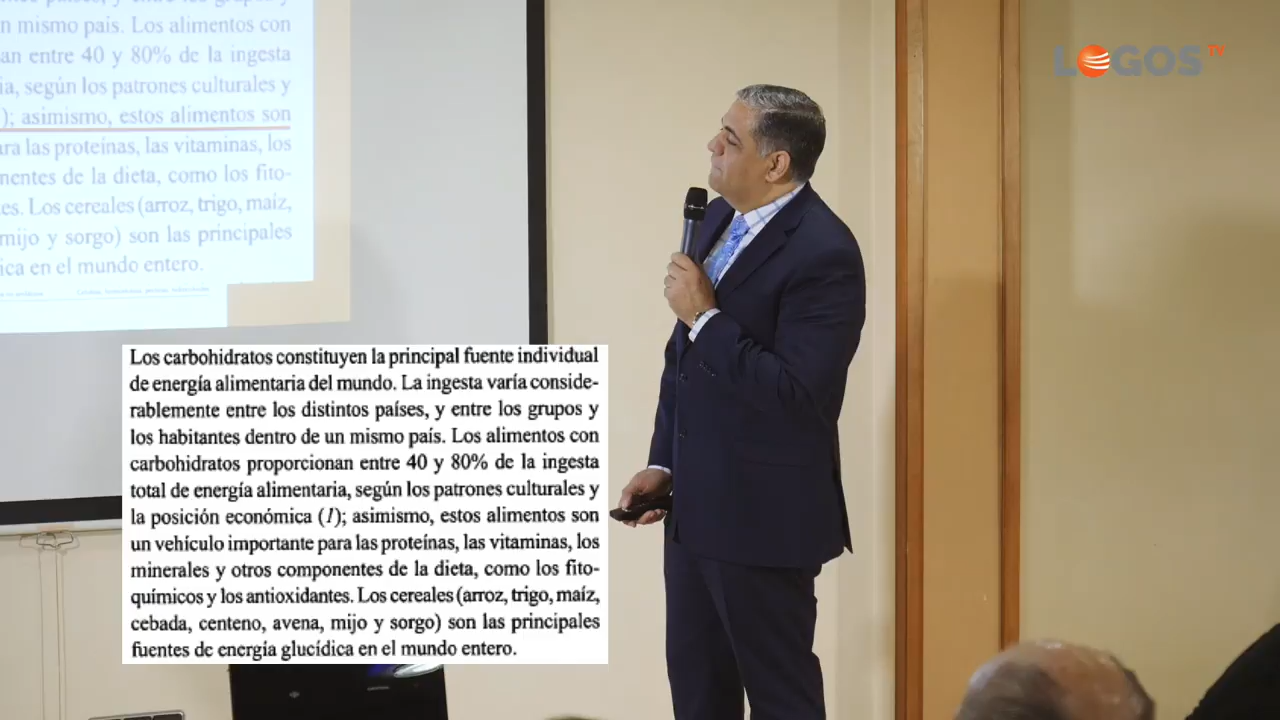 n mismo país. Los alimentos con
an entre 40 y 80% de la ingesta
ia, según los patrones culturales y
); asimismo, estos alimentos son
ra las proteínas, las vitaminas, los
nentes de la dieta, como los fito-
es. Los cereales (arroz, trigo, maíz,
mijo y sorgo) son las principales
ica en el mundo entero.
LOGOS TV
Los carbohidratos constituyen la principal fuente individual
de energía alimentaria del mundo. La ingesta varía conside-
rablemente entre los distintos países, y entre los grupos y
los habitantes dentro de un mismo país. Los alimentos con
carbohidratos proporcionan entre 40 y 80% de la ingesta
total de energía alimentaria, según los patrones culturales y
la posición económica (1); asimismo, estos alimentos son
un vehículo importante para las proteínas, las vitaminas, los
minerales y otros componentes de la dieta, como los fito-
químicos y los antioxidantes. Los cereales (arroz, trigo, maíz,
cebada, centeno, avena, mijo y sorgo) son las principales
fuentes de energía glucídica en el mundo entero.